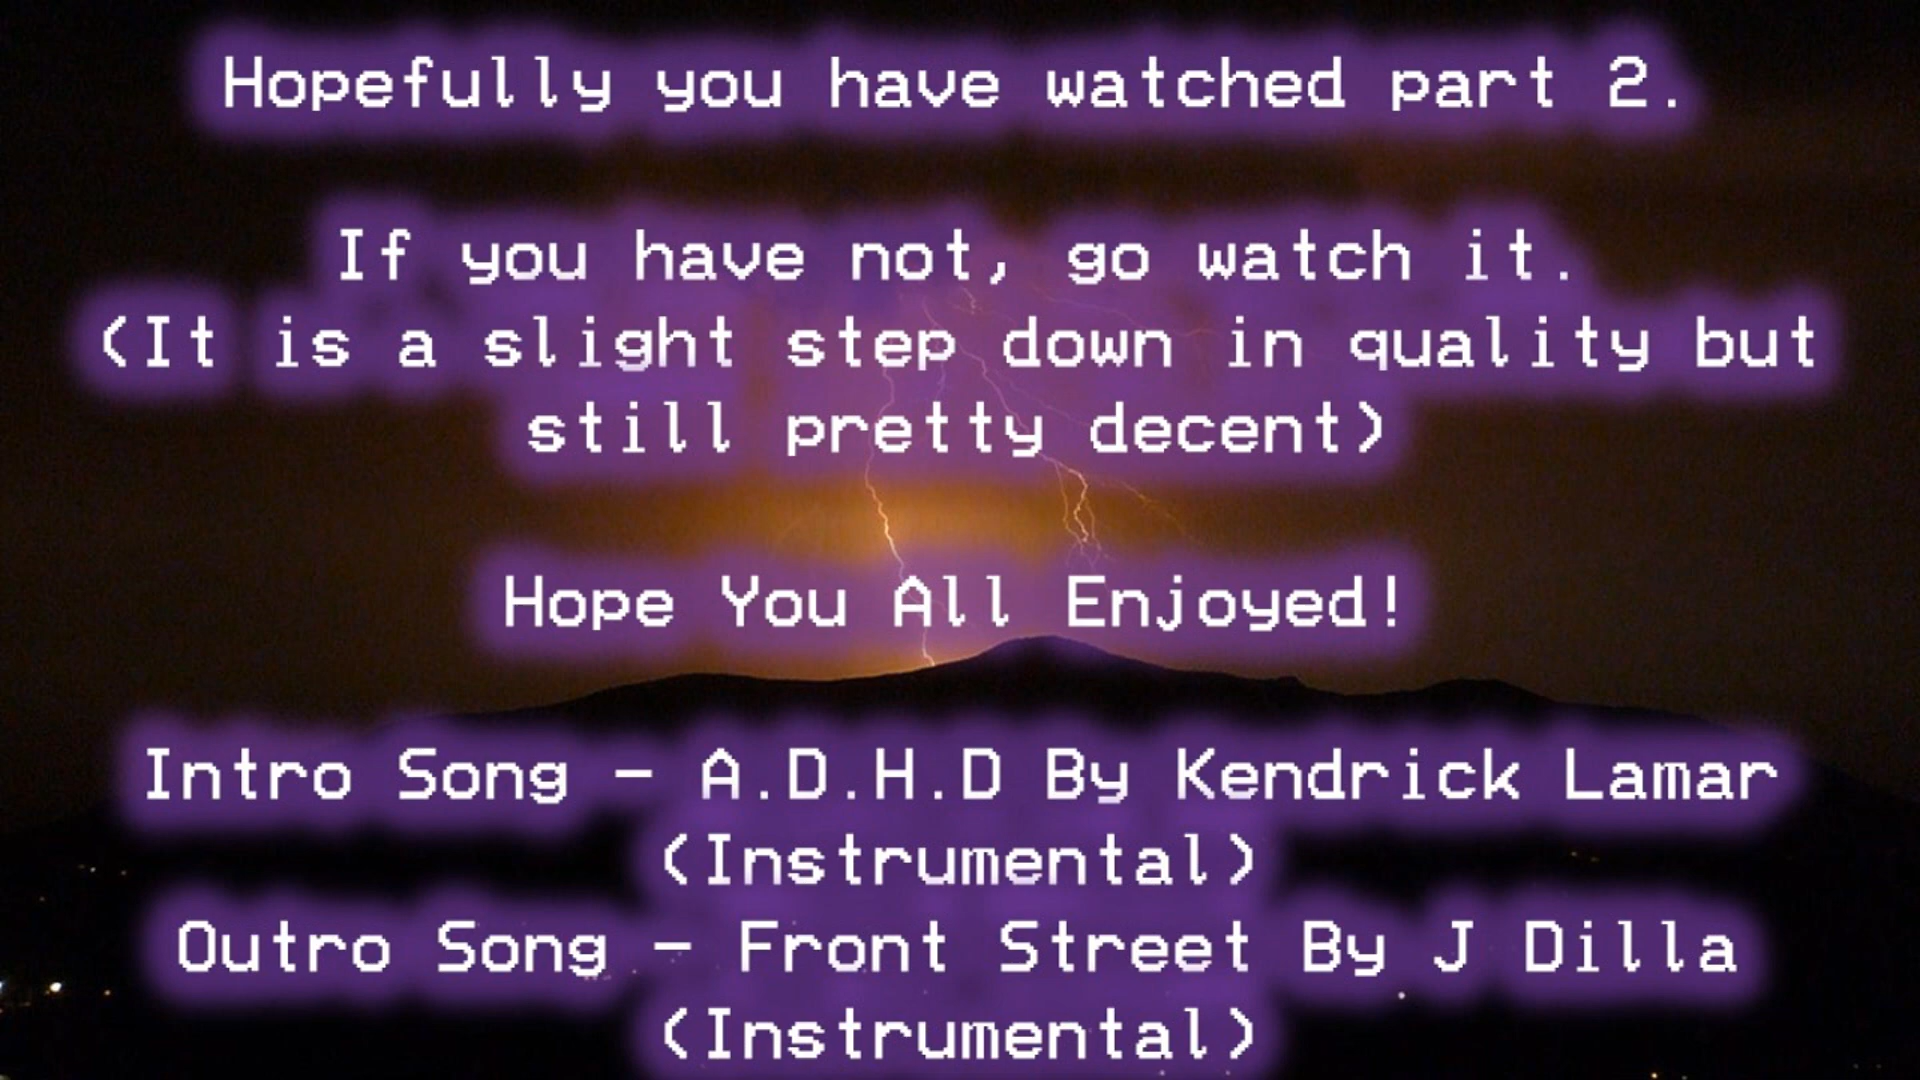 Hopefully you have watched part 2.
If you have not, go watch it.
(It is a slight step down in quality but
still pretty decent)
Hope You All Enjoyed!
Intro Song - A.D.H.D By Kendrick Lamar
(Instrumental)
Outro Song - Front Street By J Dilla
(Instrumental)